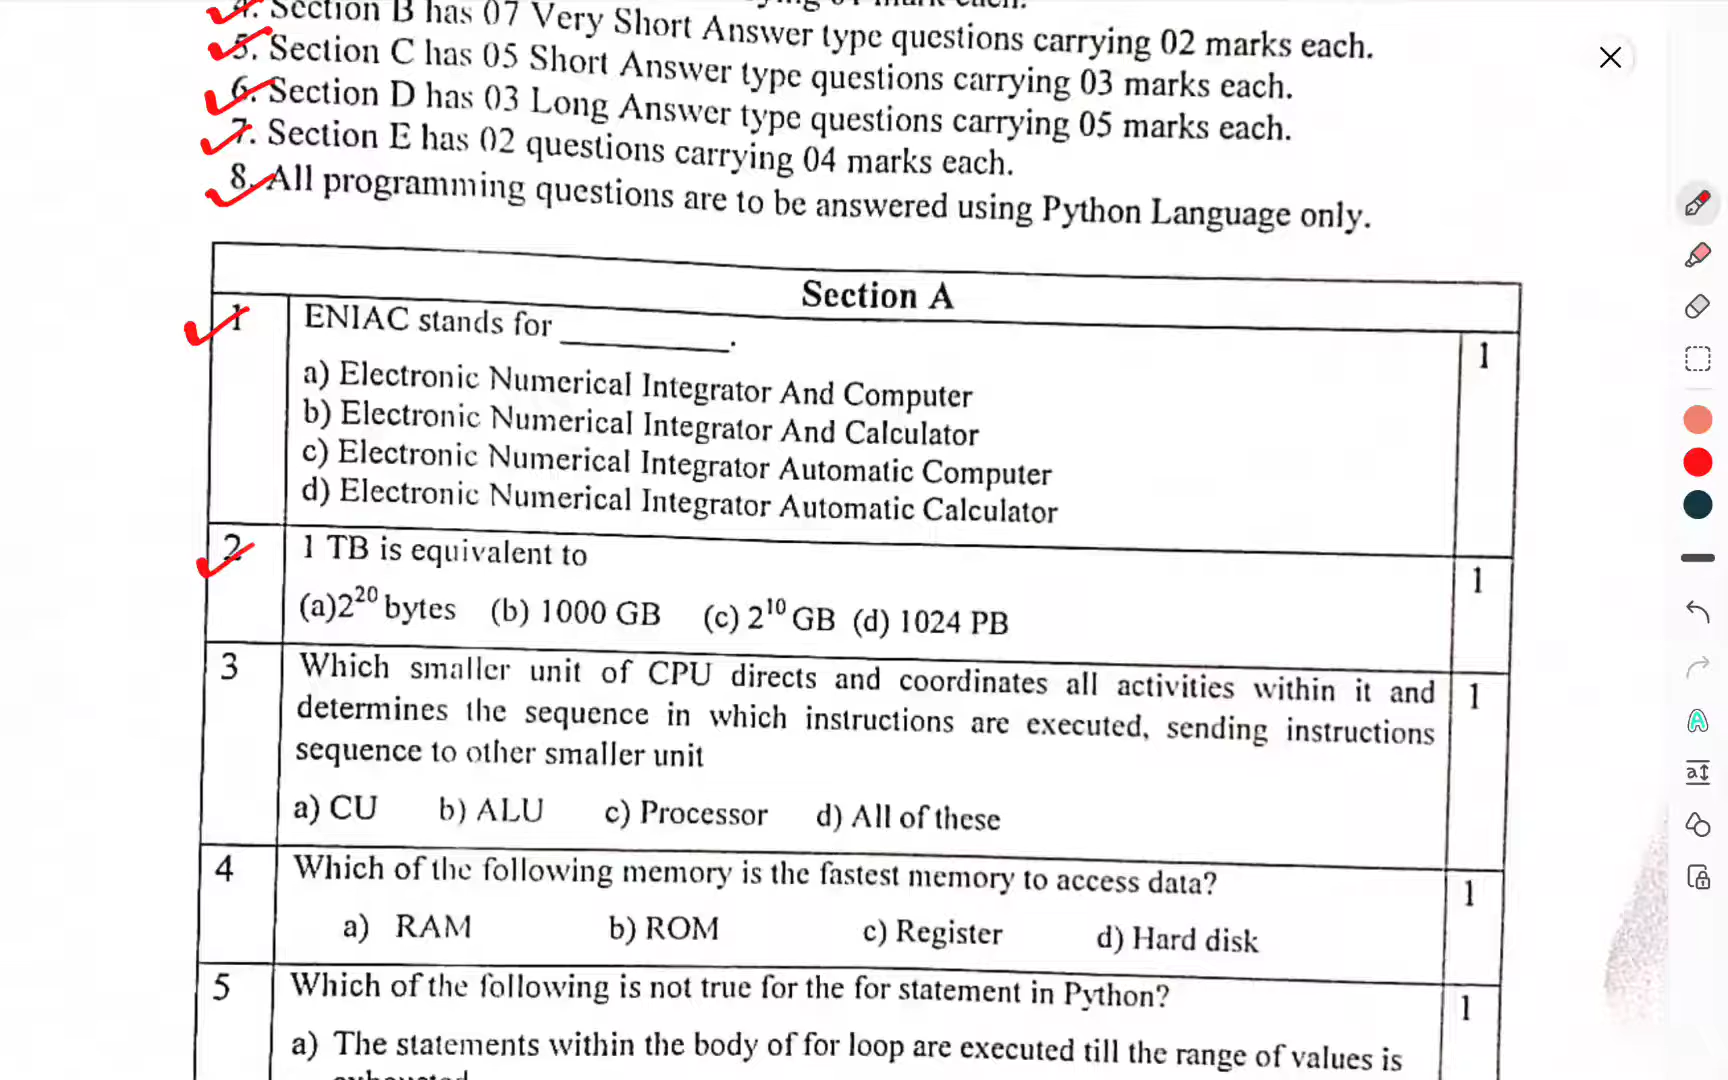 4. Section B has 07 Very Short Answer type questions carrying 02 marks each.
5. Section C has 05 Short Answer type questions carrying 03 marks each.
6. Section D has 03 Long Answer type questions carrying 05 marks each.
7. Section E has 02 questions carrying 04 marks each.
8. All programming questions are to be answered using Python Language only.
Section A
1 ENIAC stands for ________. 1
a) Electronic Numerical Integrator And Computer
b) Electronic Numerical Integrator And Calculator
c) Electronic Numerical Integrator Automatic Computer
d) Electronic Numerical Integrator Automatic Calculator
2 1 TB is equivalent to 1
(a)2²⁰ bytes (b) 1000 GB (c) 2¹⁰ GB (d) 1024 PB
3 Which smaller unit of CPU directs and coordinates all activities within it and 1
determines the sequence in which instructions are executed, sending instructions
sequence to other smaller unit
a) CU b) ALU c) Processor d) All of these
4 Which of the following memory is the fastest memory to access data? 1
a) RAM b) ROM c) Register d) Hard disk
5 Which of the following is not true for the for statement in Python? 1
a) The statements within the body of for loop are executed till the range of values is